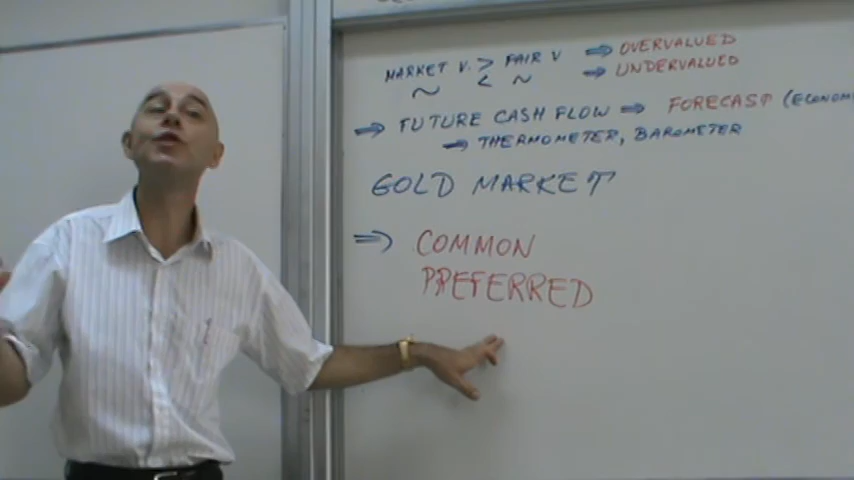 MARKET V. > FAIR V ⇒ OVERVALUED
~ < ~ ⇒ UNDERVALUED
⇒ FUTURE CASH FLOW ⇒ FORECAST (ECONOM
⇒ THERMOMETER, BAROMETER
GOLD MARKET
⇒ COMMON
PREFERRED